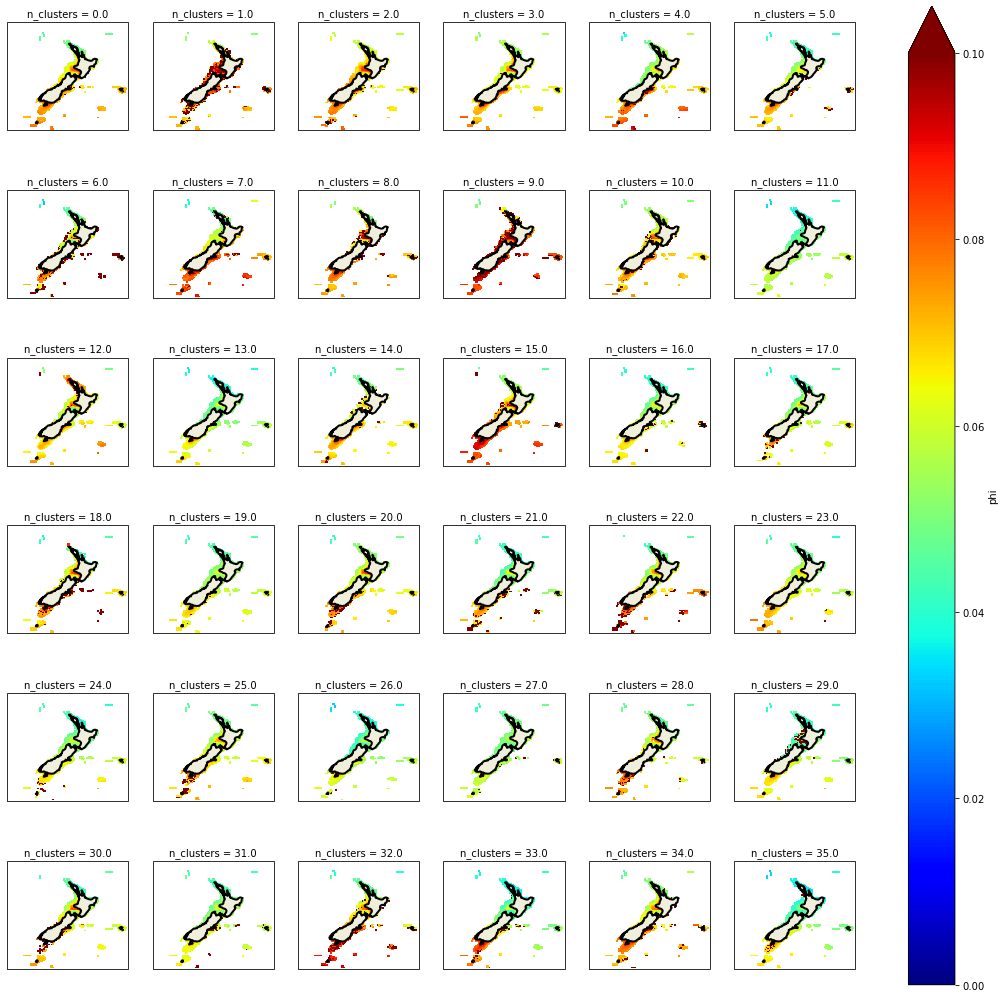 n_clusters = 0.0
n_clusters = 1.0
n_clusters = 2.0
n_clusters = 3.0
n_clusters = 4.0
n_clusters = 5.0
n_clusters = 6.0
n_clusters = 7.0
n_clusters = 8.0
n_clusters = 9.0
n_clusters = 10.0
n_clusters = 11.0
n_clusters = 12.0
n_clusters = 13.0
n_clusters = 14.0
n_clusters = 15.0
n_clusters = 16.0
n_clusters = 17.0
n_clusters = 18.0
n_clusters = 19.0
n_clusters = 20.0
n_clusters = 21.0
n_clusters = 22.0
n_clusters = 23.0
n_clusters = 24.0
n_clusters = 25.0
n_clusters = 26.0
n_clusters = 27.0
n_clusters = 28.0
n_clusters = 29.0
n_clusters = 30.0
n_clusters = 31.0
n_clusters = 32.0
n_clusters = 33.0
n_clusters = 34.0
n_clusters = 35.0
0.10
0.08
0.06
0.04
0.02
0.00
phi